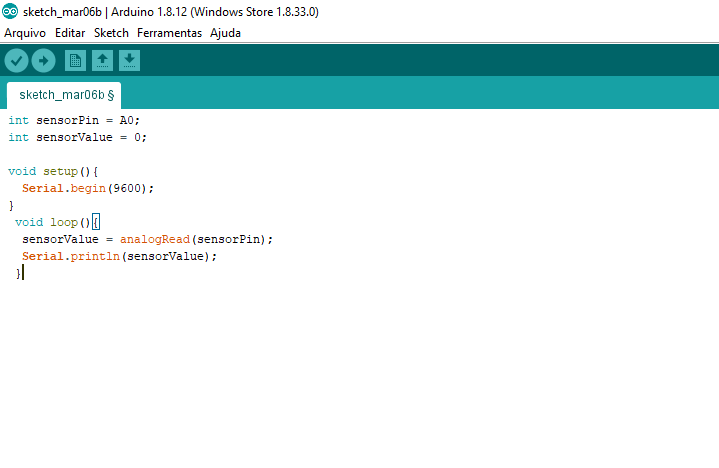 sketch_mar06b | Arduino 1.8.12 (Windows Store 1.8.33.0)
Arquivo Editar Sketch Ferramentas Ajuda
sketch_mar06b §
int sensorPin = A0;
int sensorValue = 0;
void setup(){
Serial.begin(9600);
}
void loop(){
sensorValue = analogRead(sensorPin);
Serial.println(sensorValue);
}